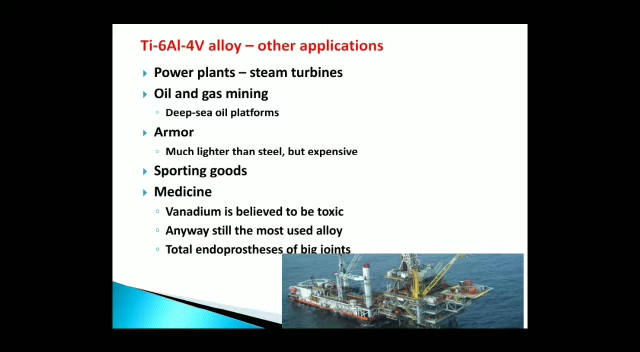 Ti-6Al-4V alloy – other applications
Power plants – steam turbines
Oil and gas mining
Deep-sea oil platforms
Armor
Much lighter than steel, but expensive
Sporting goods
Medicine
Vanadium is believed to be toxic
Anyway still the most used alloy
Total endoprostheses of big joints